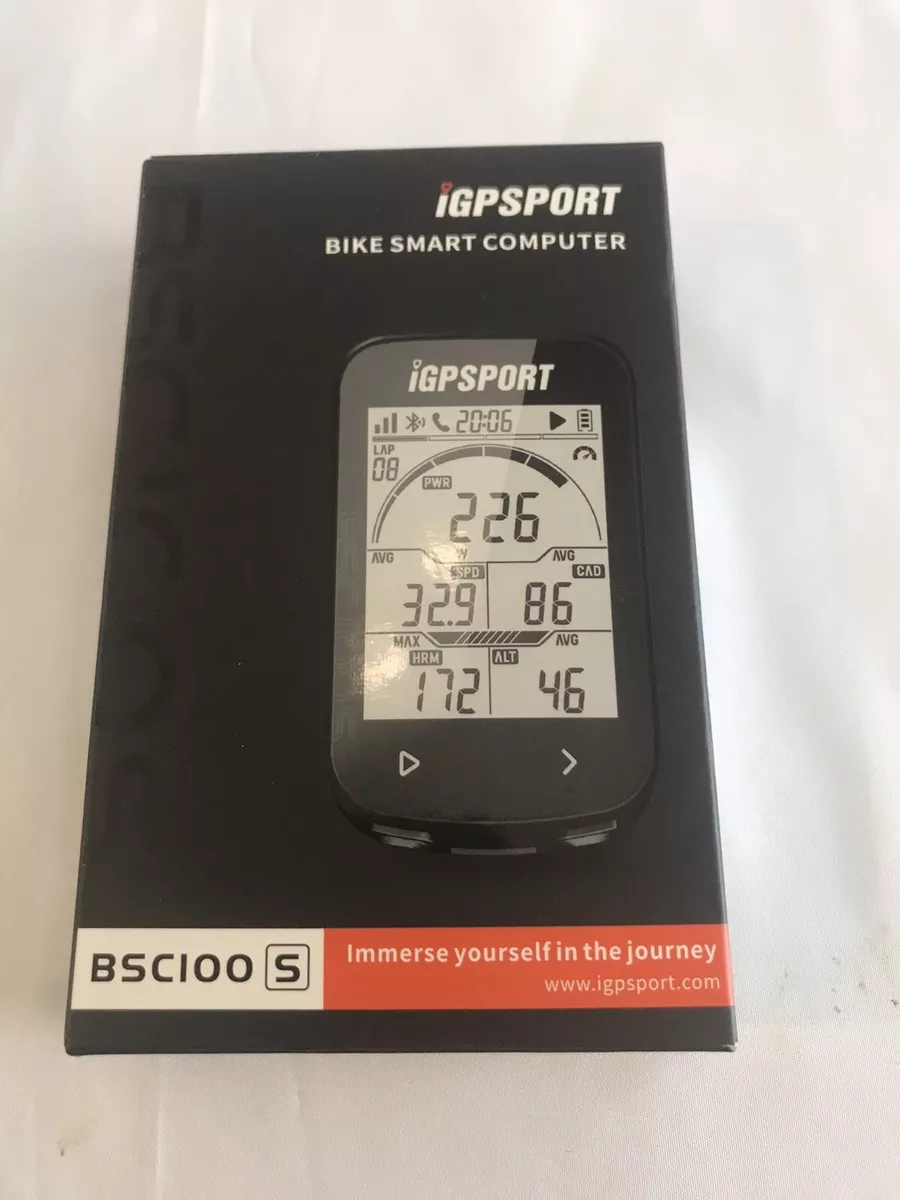 iGPSPORT
BIKE SMART COMPUTER
iGPSPORT
20:06
LAP
08
PWR
226
AVG W AVG
SPD CAD
32.9 86
MAX AVG
HRM ALT
172 46
BSC100 S
Immerse yourself in the journey
www.igpsport.com